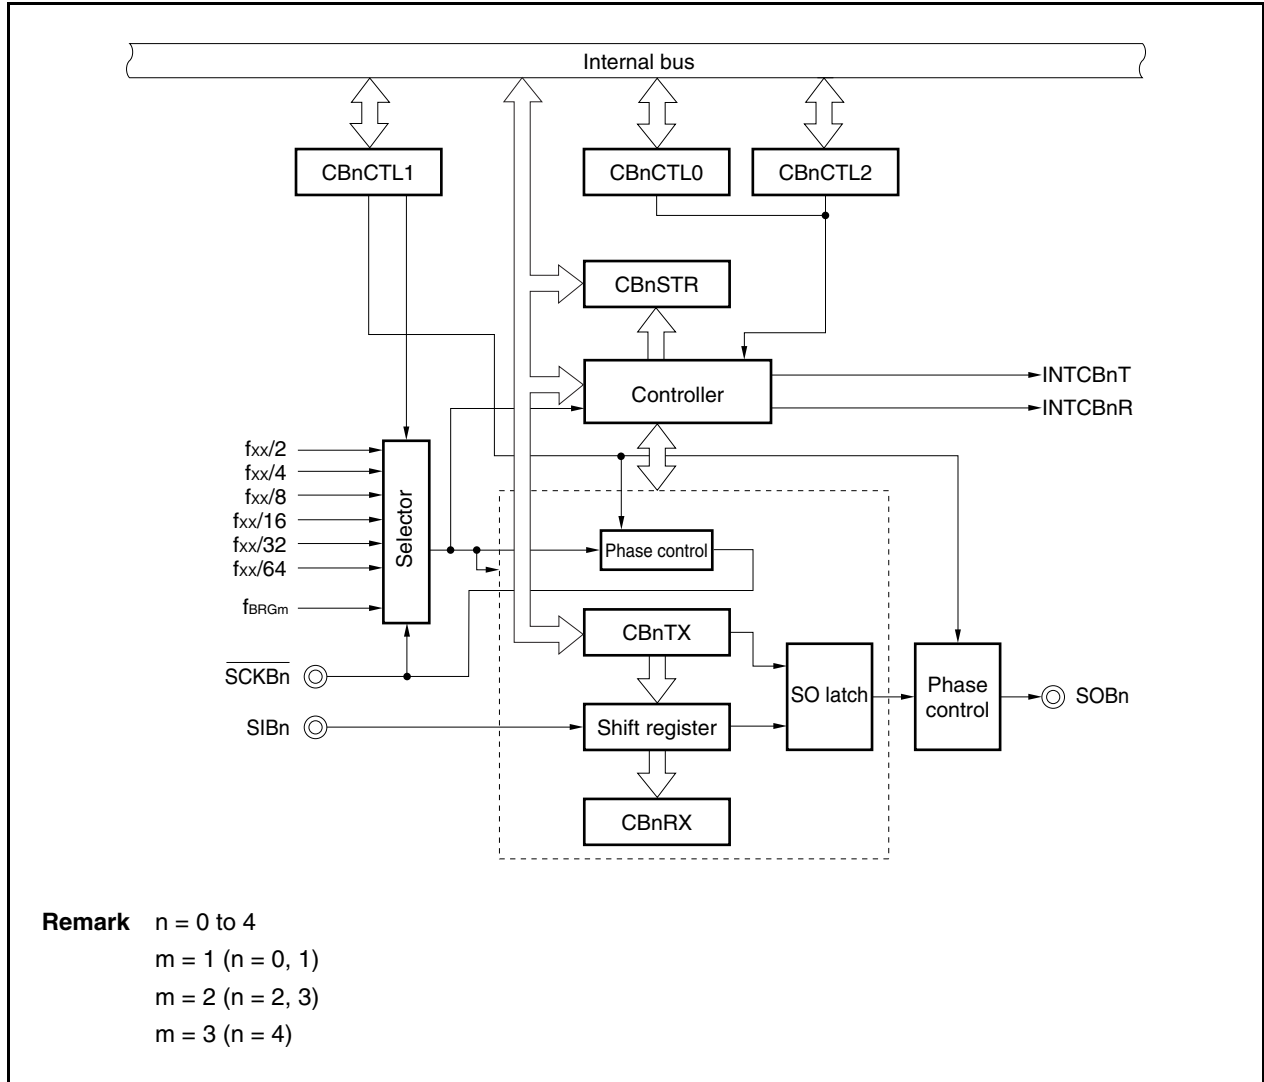 Internal bus
CBnCTL1
CBnCTL0
CBnCTL2
CBnSTR
Controller
INTCBnT
INTCBnR
fxx/2
fxx/4
fxx/8
fxx/16
fxx/32
fxx/64
fBRGm
Selector
Phase control
CBnTX
SCKBn
SO latch
Phase
control
SOBn
SIBn
Shift register
CBnRX
Remark n = 0 to 4
m = 1 (n = 0, 1)
m = 2 (n = 2, 3)
m = 3 (n = 4)